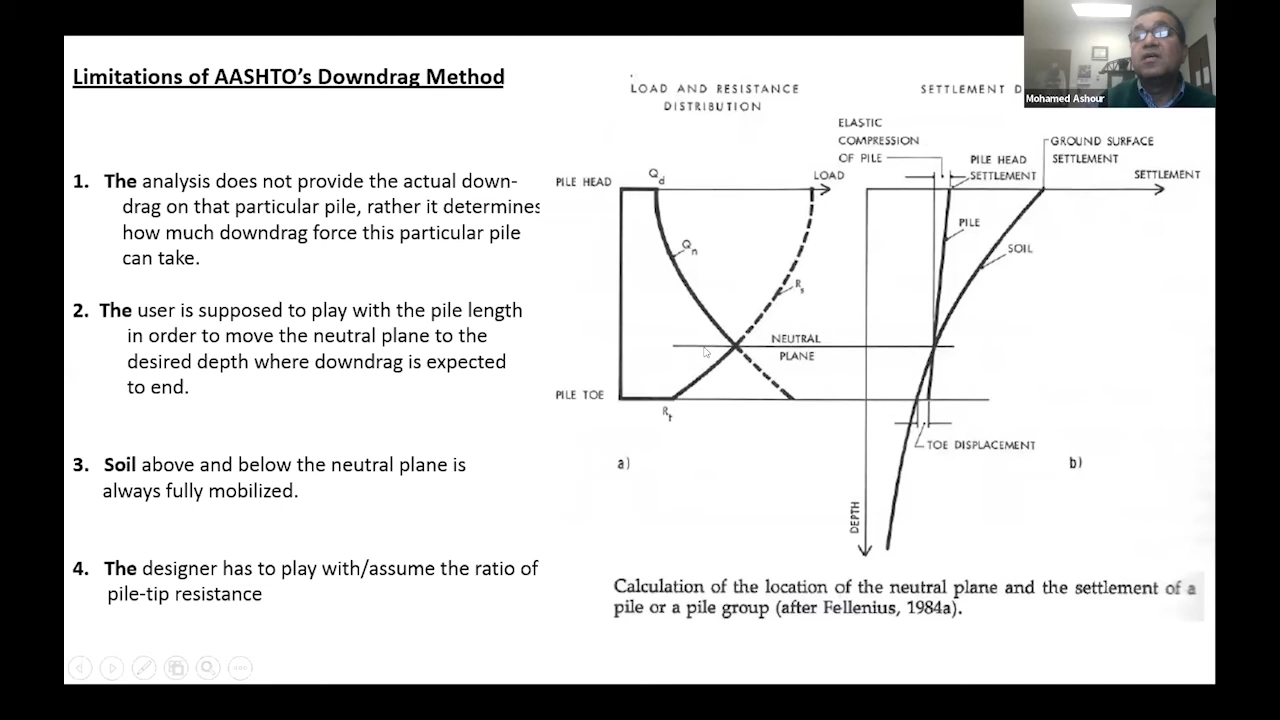 Limitations of AASHTO's Downdrag Method
1. The analysis does not provide the actual down-
drag on that particular pile, rather it determines
how much downdrag force this particular pile
can take.
2. The user is supposed to play with the pile length
in order to move the neutral plane to the
desired depth where downdrag is expected
to end.
3. Soil above and below the neutral plane is
always fully mobilized.
4. The designer has to play with/assume the ratio of
pile-tip resistance
LOAD AND RESISTANCE
DISTRIBUTION
PILE HEAD
Qd
LOAD
Qn
Rs
NEUTRAL
PLANE
PILE TOE
Rt
a)
SETTLEMENT D
ELASTIC
COMPRESSION
OF PILE
PILE HEAD
SETTLEMENT
GROUND SURFACE
SETTLEMENT
SETTLEMENT
PILE
SOIL
TOE DISPLACEMENT
DEPTH
b)
Calculation of the location of the neutral plane and the settlement of a
pile or a pile group (after Fellenius, 1984a).
Mohamed Ashour